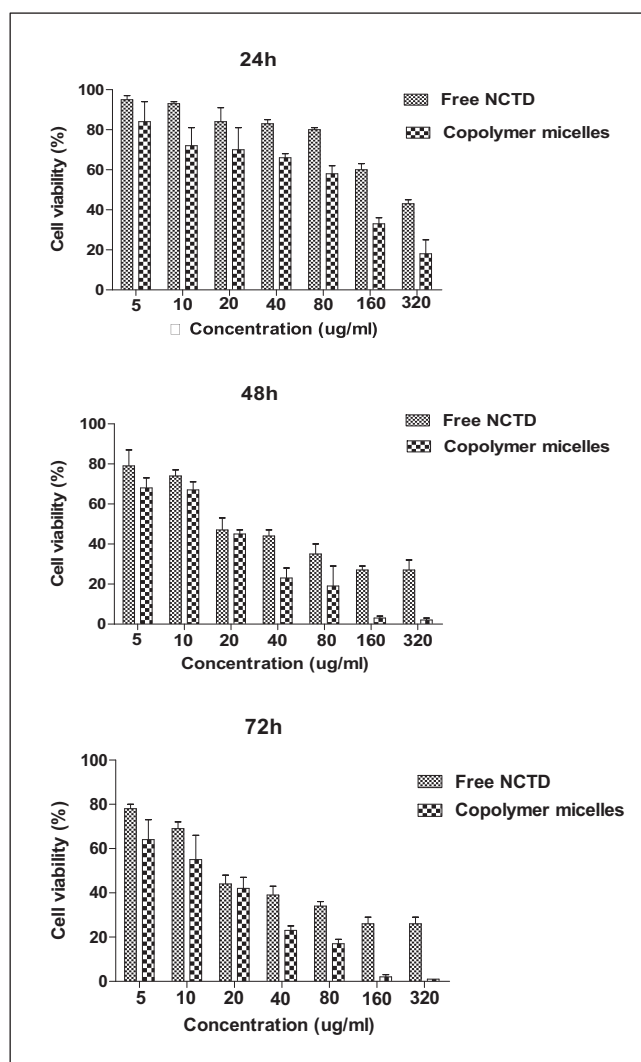 24h
100
80
60
40
20
0
Cell viability (%)
Free NCTD
Copolymer micelles
5 10 20 40 80 160 320
Concentration (ug/ml)
48h
100
80
60
40
20
0
Cell viability (%)
Free NCTD
Copolymer micelles
5 10 20 40 80 160 320
Concentration (ug/ml)
72h
100
80
60
40
20
0
Cell viability (%)
Free NCTD
Copolymer micelles
5 10 20 40 80 160 320
Concentration (ug/ml)